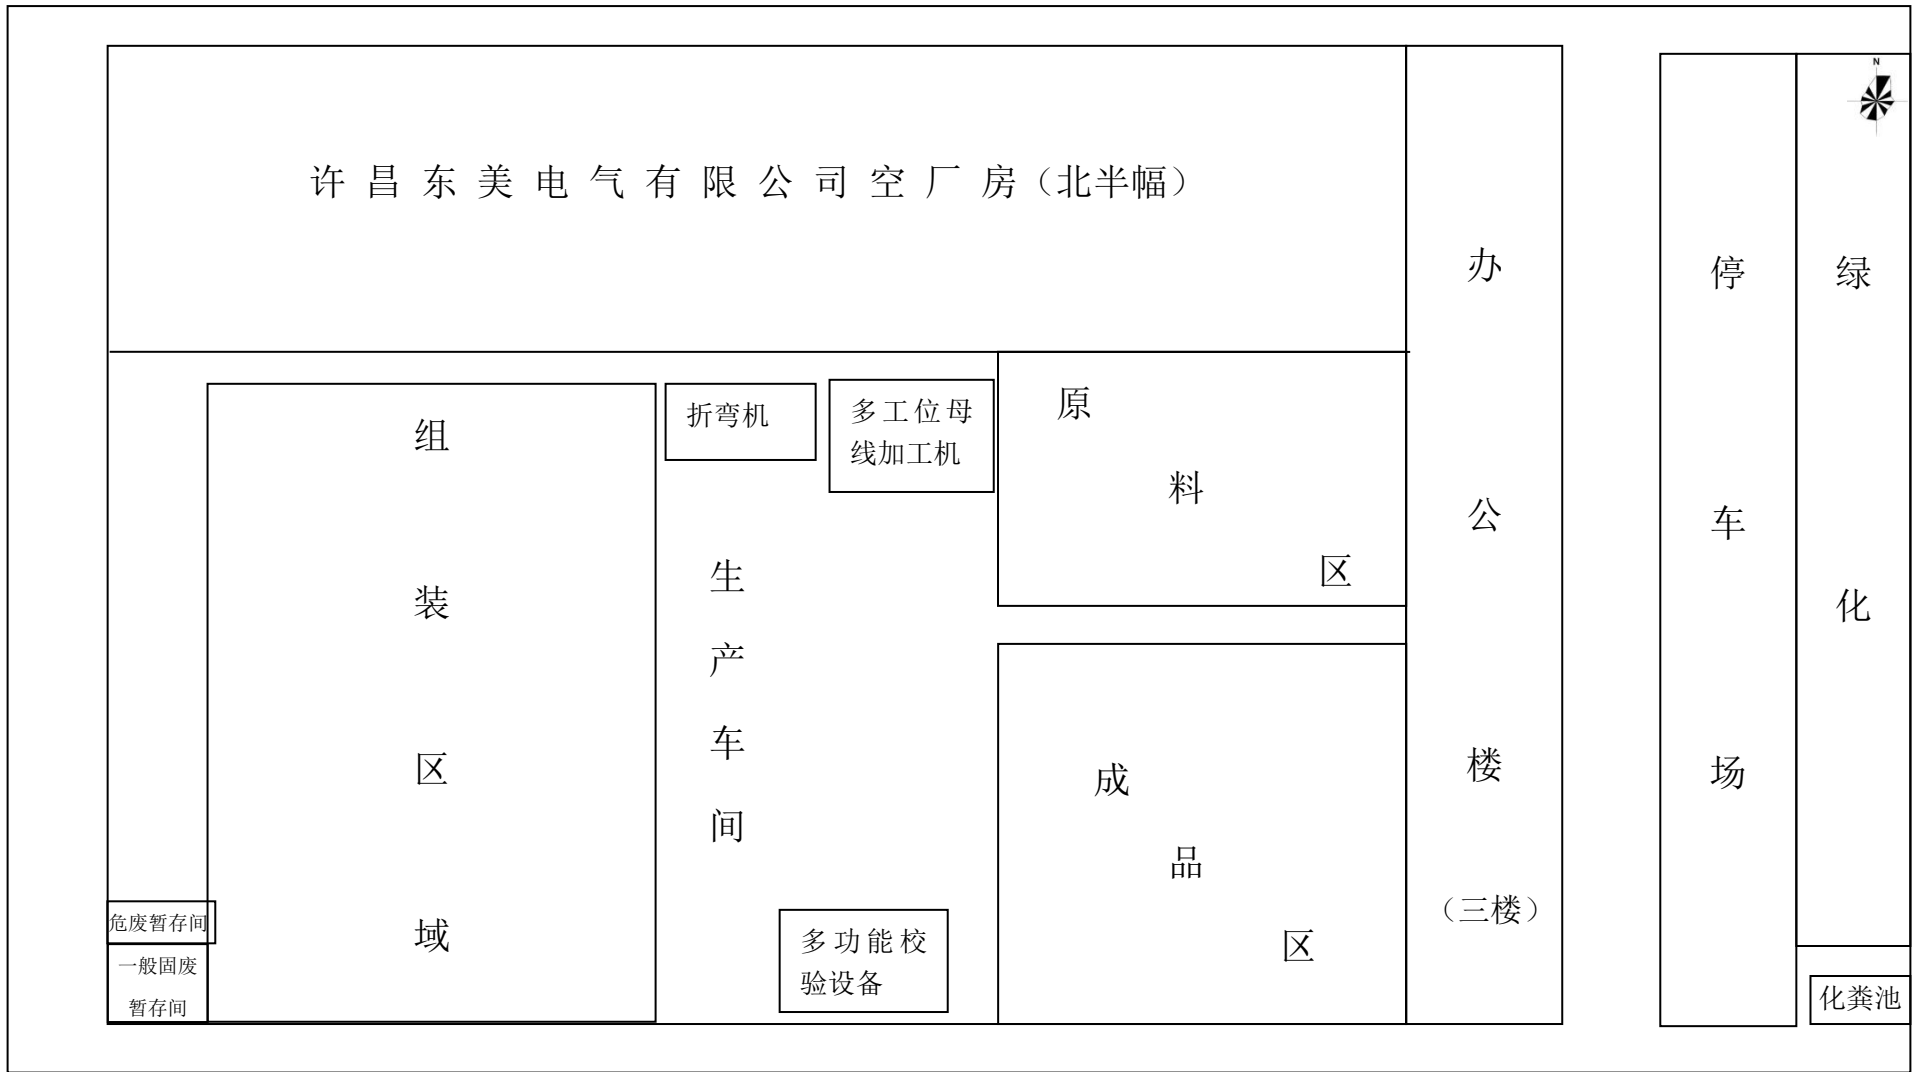 N
许昌东美电气有限公司空厂房（北半幅）
办公楼
（三楼）
停车场
绿化
组装区域
折弯机
多工位母
线加工机
原料区
生产车间
成品区
危废暂存间
一般固废
暂存间
多功能校
验设备
化粪池